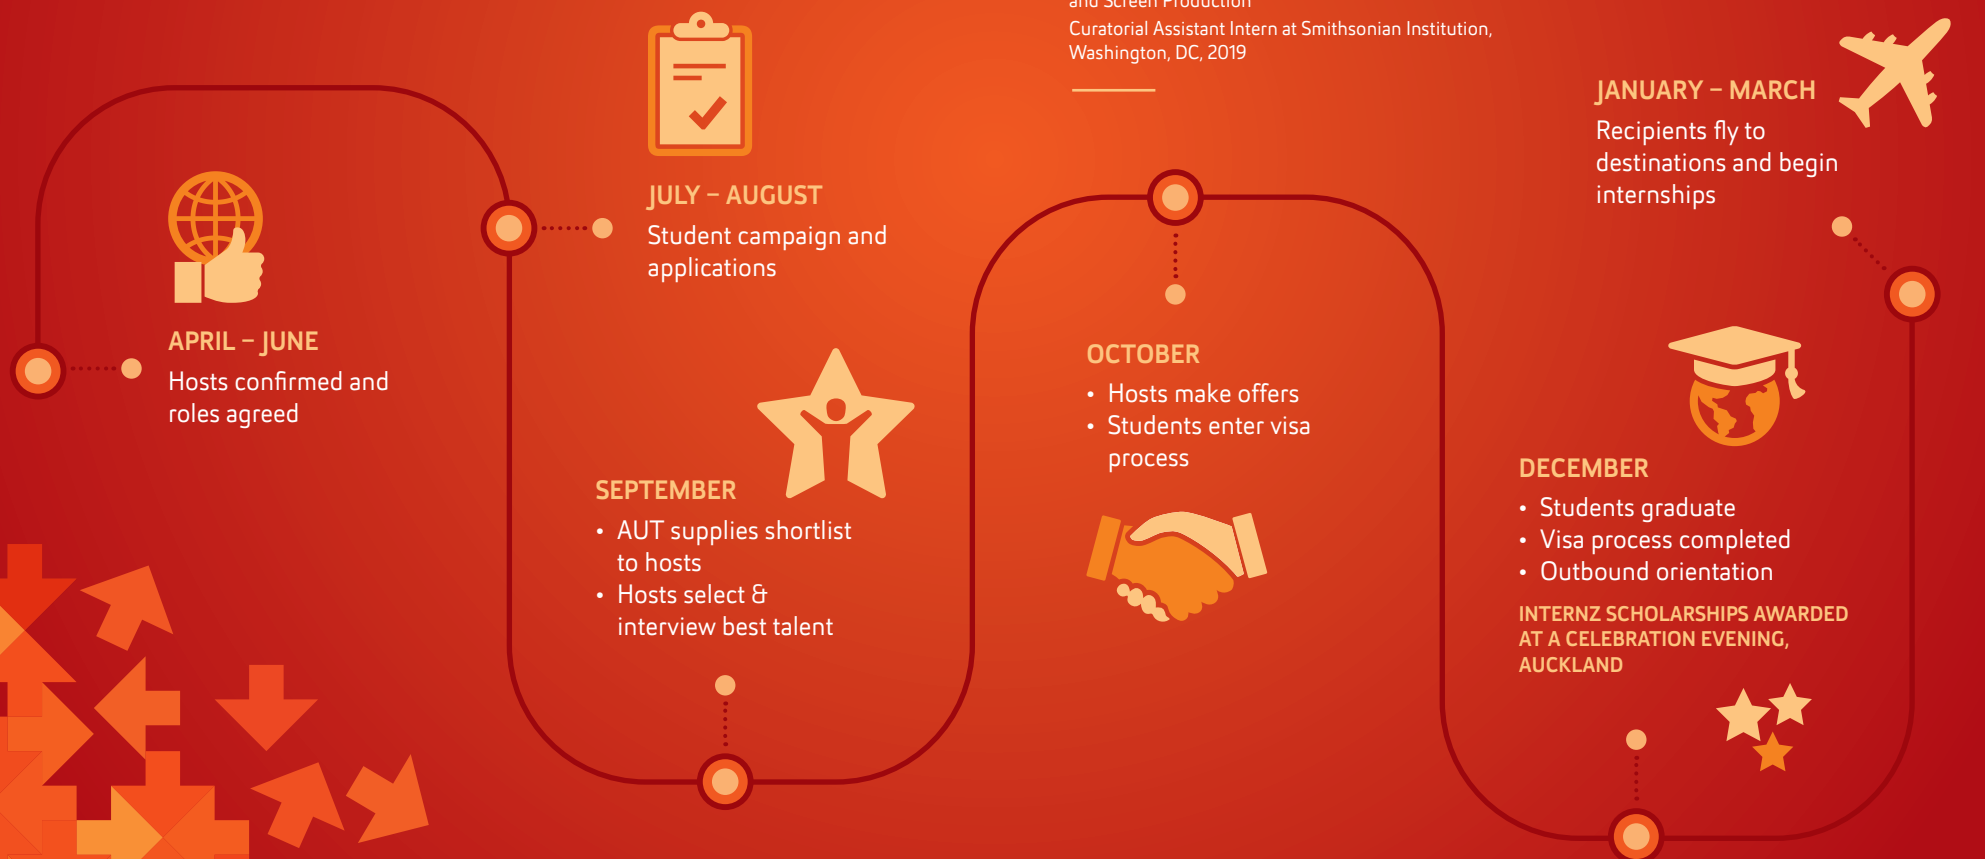 and Screen Production
Curatorial Assistant Intern at Smithsonian Institution,
Washington, DC, 2019
APRIL – JUNE
Hosts confirmed and
roles agreed
JULY – AUGUST
Student campaign and
applications
SEPTEMBER
• AUT supplies shortlist
to hosts
• Hosts select &
interview best talent
OCTOBER
• Hosts make offers
• Students enter visa
process
DECEMBER
• Students graduate
• Visa process completed
• Outbound orientation
INTERNZ SCHOLARSHIPS AWARDED
AT A CELEBRATION EVENING,
AUCKLAND
JANUARY – MARCH
Recipients fly to
destinations and begin
internships